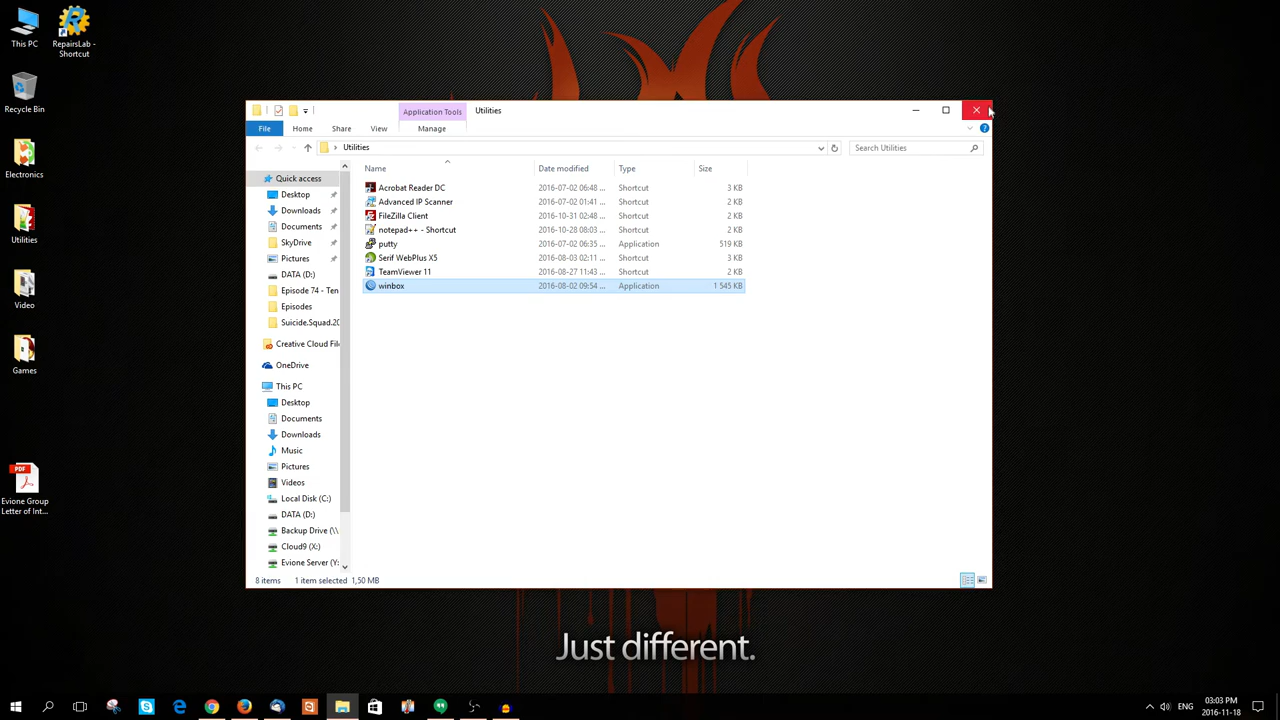 This PC
RepairsLab -
Shortcut
Recycle Bin
Electronics
Utilities
Video
Games
PDF
Evione Group
Letter of Int...
Application Tools
Utilities
File
Home
Share
View
Manage
Utilities
Search Utilities
Name
Date modified
Type
Size
Acrobat Reader DC 2016-07-02 06:48 ... Shortcut 3 KB
Advanced IP Scanner 2016-07-02 01:41 ... Shortcut 2 KB
FileZilla Client 2016-10-31 02:48 ... Shortcut 2 KB
notepad++ - Shortcut 2016-10-28 08:03 ... Shortcut 2 KB
putty 2016-07-02 06:35 ... Application 519 KB
Serif WebPlus X5 2016-08-03 02:11 ... Shortcut 3 KB
TeamViewer 11 2016-08-27 11:43 ... Shortcut 2 KB
winbox 2016-08-02 09:54 ... Application 1 545 KB
Quick access
Desktop
Downloads
Documents
SkyDrive
Pictures
DATA (D:)
Episode 74 - Ten
Episodes
Suicide.Squad.20
Creative Cloud Fil
OneDrive
This PC
Desktop
Documents
Downloads
Music
Pictures
Videos
Local Disk (C:)
DATA (D:)
Backup Drive (\\
Cloud9 (X:)
Evione Server (Y:
8 items 1 item selected 1,50 MB
Just different.
ENG
03:03 PM
2016-11-18